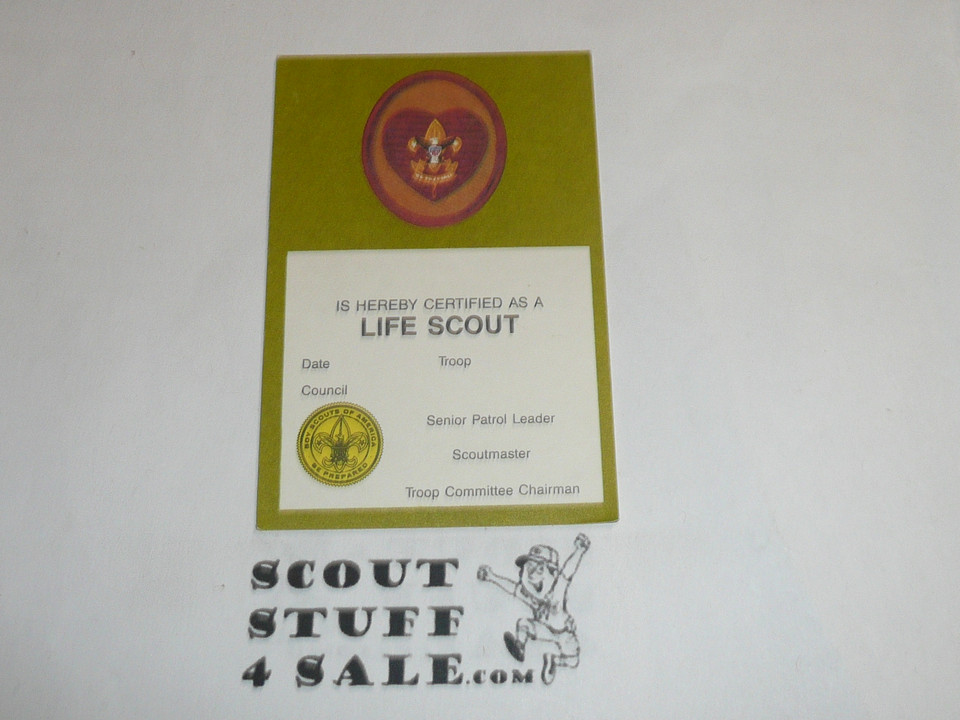 IS HEREBY CERTIFIED AS A
LIFE SCOUT
Date Troop
Council
BOY SCOUTS OF AMERICA
BE PREPARED
Senior Patrol Leader
Scoutmaster
Troop Committee Chairman
SCOUT
STUFF
4 SALE.COM